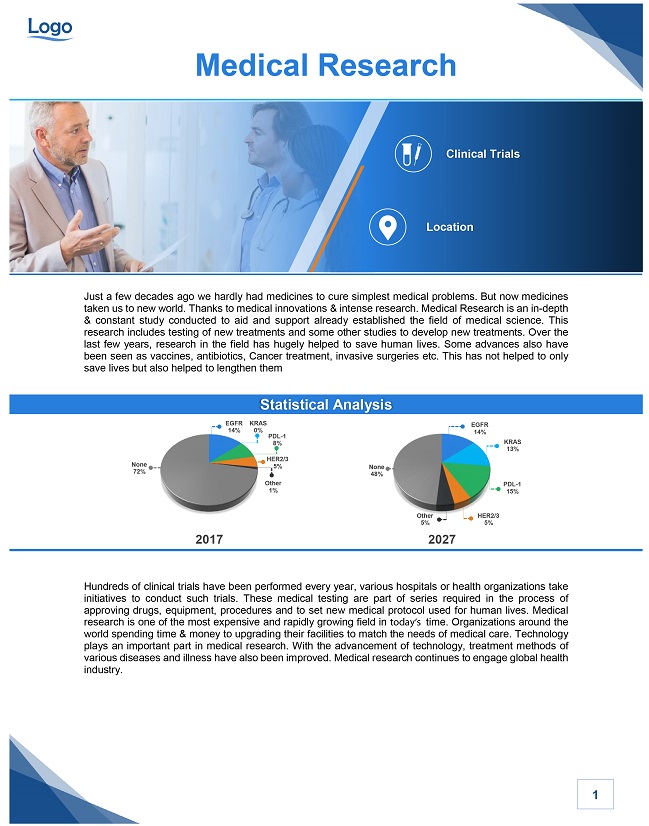 Logo
Medical Research
Clinical Trials
Location
Just a few decades ago we hardly had medicines to cure simplest medical problems. But now medicines
taken us to new world. Thanks to medical innovations & intense research. Medical Research is an in-depth
& constant study conducted to aid and support already established the field of medical science. This
research includes testing of new treatments and some other studies to develop new treatments. Over the
last few years, research in the field has hugely helped to save human lives. Some advances also have
been seen as vaccines, antibiotics, Cancer treatment, invasive surgeries etc. This has not helped to only
save lives but also helped to lengthen them
Statistical Analysis
EGFR
14%
KRAS
0%
PDL-1
8%
HER2/3
5%
Other
1%
None
72%
2017
EGFR
14%
KRAS
13%
PDL-1
15%
HER2/3
5%
Other
5%
None
48%
2027
Hundreds of clinical trials have been performed every year, various hospitals or health organizations take
initiatives to conduct such trials. These medical testing are part of series required in the process of
approving drugs, equipment, procedures and to set new medical protocol used for human lives. Medical
research is one of the most expensive and rapidly growing field in today's time. Organizations around the
world spending time & money to upgrading their facilities to match the needs of medical care. Technology
plays an important part in medical research. With the advancement of technology, treatment methods of
various diseases and illness have also been improved. Medical research continues to engage global health
industry.
1